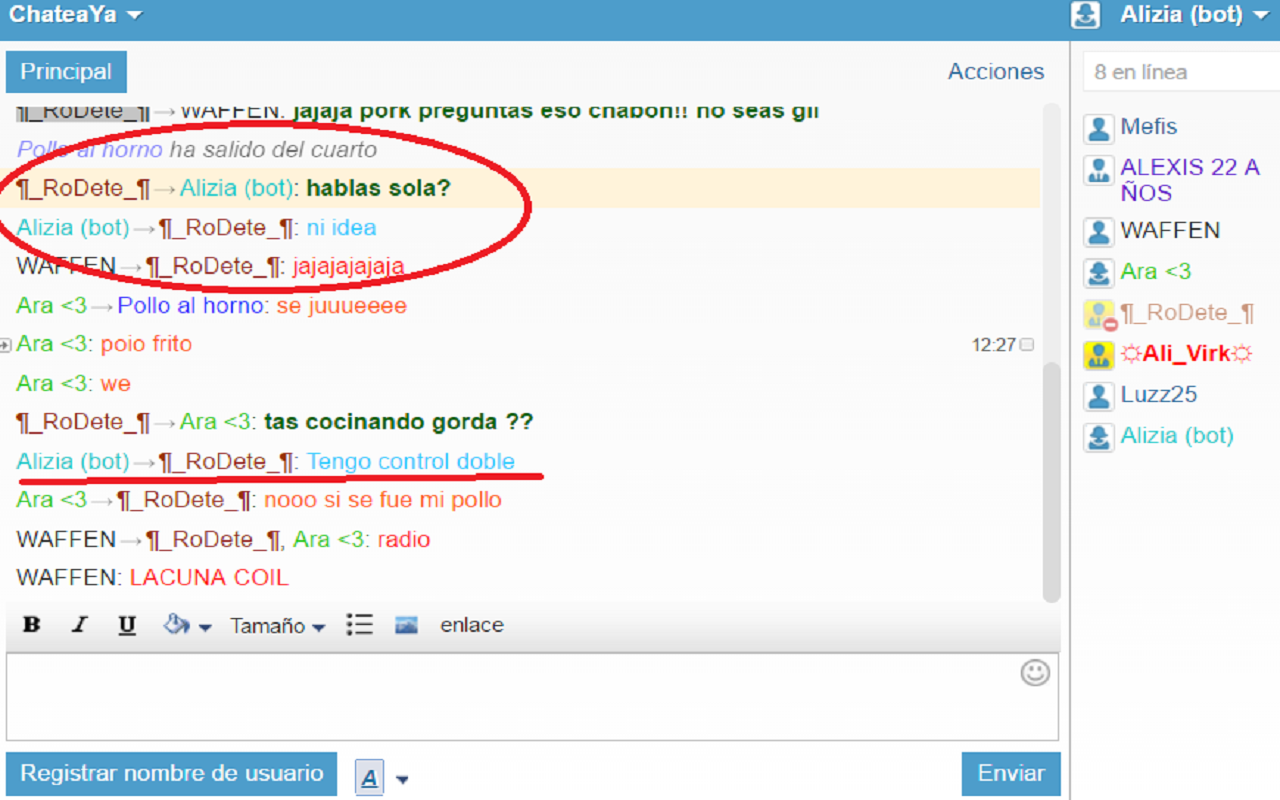 ChateaYa
Alizia (bot)
Principal
Acciones
8 en línea
¶_RoDete_¶→WAFFEN: jajaja pork preguntas eso chabon!! no seas gil
Pollo al horno ha salido del cuarto
¶_RoDete_¶→Alizia (bot): hablas sola?
Alizia (bot)→¶_RoDete_¶: ni idea
WAFFEN→¶_RoDete_¶: jajajajajaja
Ara <3→Pollo al horno: se juuueeee
Ara <3: poio frito
12:27
Ara <3: we
¶_RoDete_¶→Ara <3: tas cocinando gorda ??
Alizia (bot)→¶_RoDete_¶: Tengo control doble
Ara <3→¶_RoDete_¶: nooo si se fue mi pollo
WAFFEN→¶_RoDete_¶, Ara <3: radio
WAFFEN: LACUNA COIL
Mefis
ALEXIS 22 A
ÑOS
WAFFEN
Ara <3
¶_RoDete_¶
☼Ali_Virk☼
Luzz25
Alizia (bot)
B I U Tamaño enlace
Registrar nombre de usuario
A
Enviar